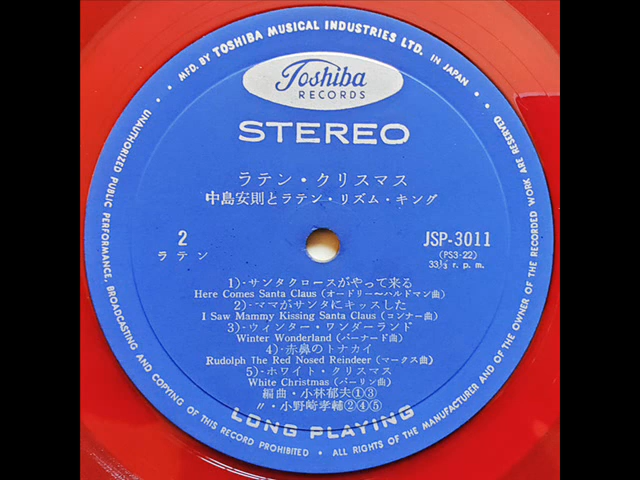 MFD. BY TOSHIBA MUSICAL INDUSTRIES LTD. IN JAPAN.
Toshiba
RECORDS
STEREO
ラテン・クリスマス
中島安則とラテン・リズム・キング
2
ラテン
JSP-3011
(PS3-22)
33⅓ r. p. m.
1)-サンタクロースがやって来る
Here Comes Santa Claus (オードリー=ハルドマン曲)
2)-ママがサンタにキッスした
I Saw Mammy Kissing Santa Claus (コンナー曲)
3)-ウィンター・ワンダーランド
Winter Wonderland (バーナード曲)
4)-赤鼻のトナカイ
Rudolph The Red Nosed Reindeer (マークス曲)
5)-ホワイト・クリスマス
White Christmas (バーリン曲)
編曲・小林郁夫①③
〃・小野崎孝輔②④⑤
LONG PLAYING
UNAUTHORIZED PUBLIC PERFORMANCE, BROADCASTING AND COPYING OF THIS RECORD PROHIBITED • ALL RIGHTS OF THE MANUFACTURER AND OF THE OWNER OF THE RECORDED WORK ARE RESERVED.